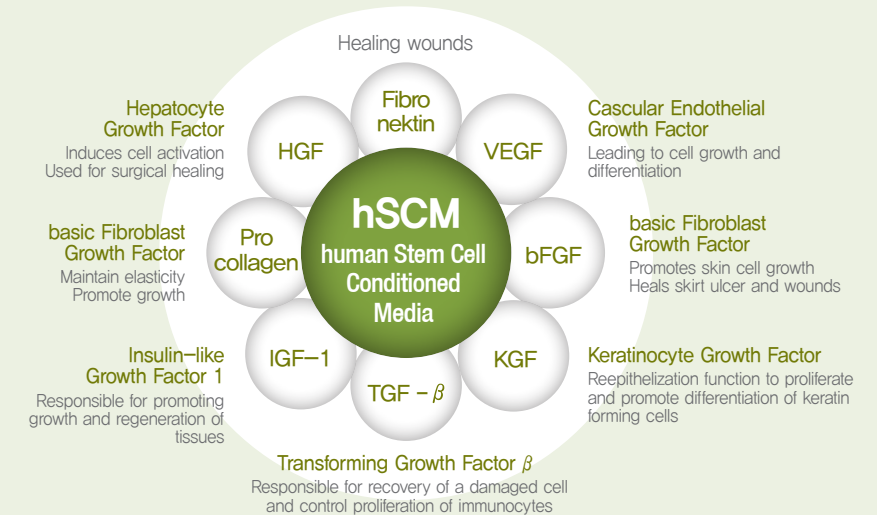 Healing wounds
Fibro
nektin
Hepatocyte
Growth Factor
Induces cell activation
Used for surgical healing
HGF
VEGF
Cascular Endothelial
Growth Factor
Leading to cell growth and
differentiation
basic Fibroblast
Growth Factor
Maintain elasticity
Promote growth
Pro
collagen
hSCM
human Stem Cell
Conditioned
Media
bFGF
basic Fibroblast
Growth Factor
Promotes skin cell growth
Heals skirt ulcer and wounds
Insulin-like
Growth Factor 1
Responsible for promoting
growth and regeneration of
tissues
IGF-1
TGF - β
KGF
Keratinocyte Growth Factor
Reepithelization function to proliferate
and promote differentiation of keratin
forming cells
Transforming Growth Factor β
Responsible for recovery of a damaged cell
and control proliferation of immunocytes